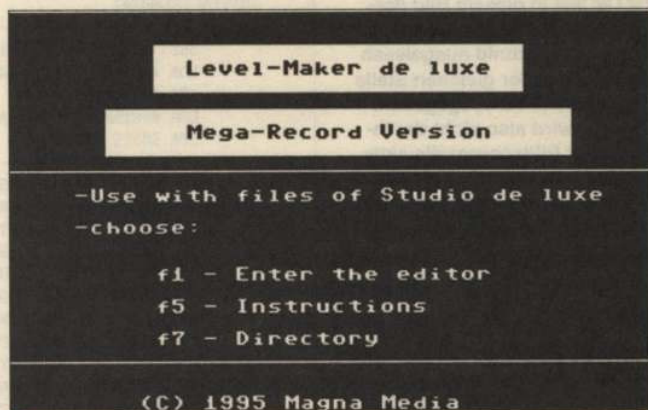 Level-Maker de luxe
Mega-Record Version
-Use with files of Studio de luxe
-choose:
f1 - Enter the editor
f5 - Instructions
f7 - Directory
(C) 1995 Magna Media